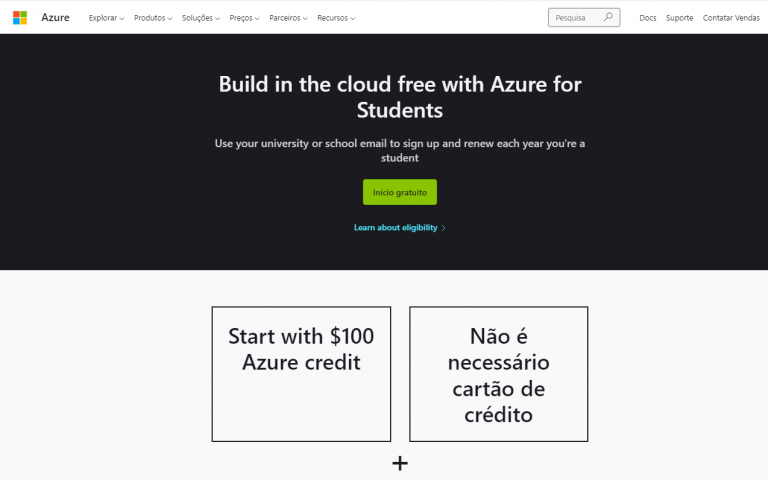 Azure Explorar Produtos Soluções Preços Parceiros Recursos Pesquisa Docs Suporte Contatar Vendas
Build in the cloud free with Azure for
Students
Use your university or school email to sign up and renew each year you're a
student
Início gratuito
Learn about eligibility
Start with $100
Azure credit
Não é
necessário
cartão de
crédito
+